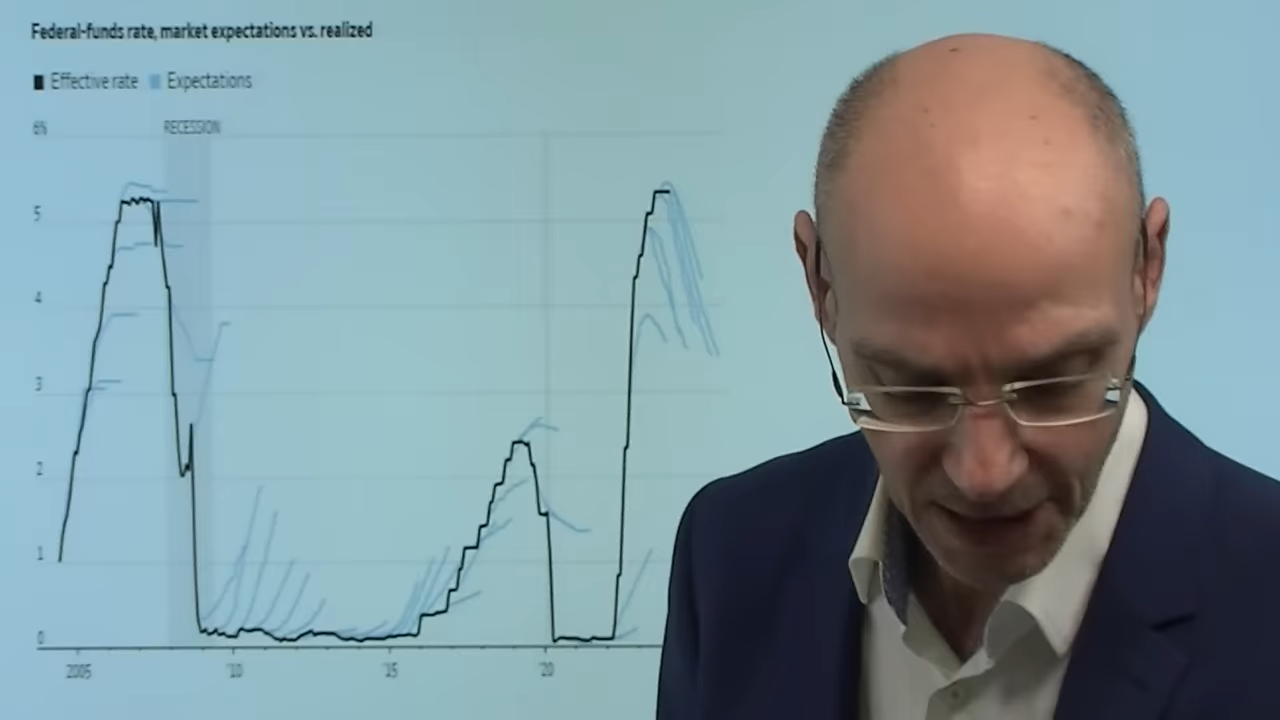 Federal-funds rate, market expectations vs. realized
Effective rate Expectations
6%
RECESSION
5
4
3
2
1
0
2005 '10 '15 '20